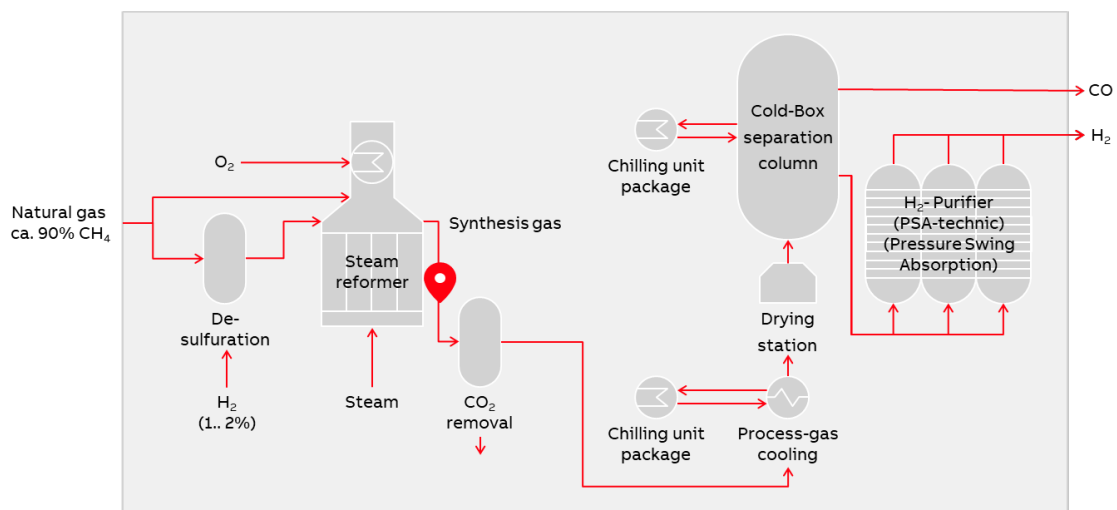 Natural gas
ca. 90% CH₄
O₂
De-
sulfuration
H₂
(1.. 2%)
Steam
reformer
Steam
Synthesis gas
CO₂
removal
Chilling unit
package
Process-gas
cooling
Drying
station
Chilling unit
package
Cold-Box
separation
column
H₂- Purifier
(PSA-technic)
(Pressure Swing
Absorption)
CO
H₂